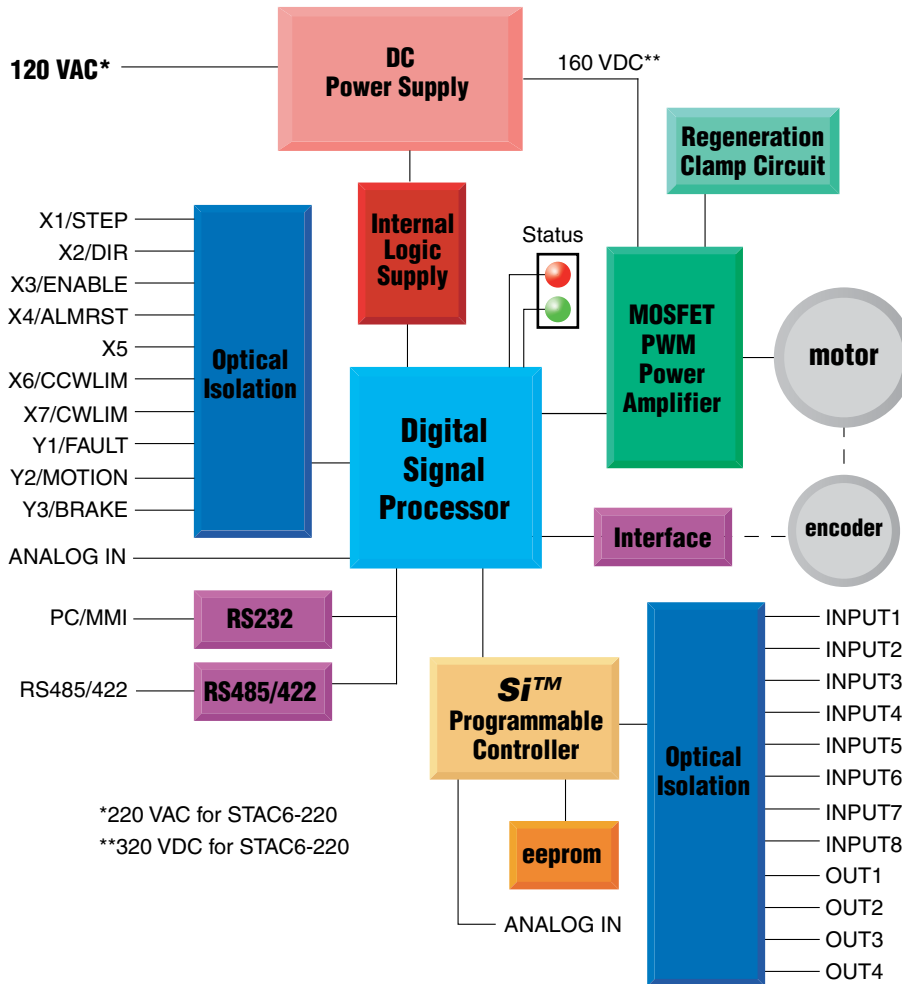 DC
Power Supply
120 VAC*
160 VDC**
Regeneration
Clamp Circuit
Internal
Logic
Supply
Status
X1/STEP
X2/DIR
X3/ENABLE
X4/ALMRST
X5
X6/CCWLIM
X7/CWLIM
Y1/FAULT
Y2/MOTION
Y3/BRAKE
Optical
Isolation
MOSFET
PWM
Power
Amplifier
motor
Digital
Signal
Processor
Interface
encoder
ANALOG IN
PC/MMI
RS232
RS485/422
RS485/422
Si™
Programmable
Controller
Optical
Isolation
INPUT1
INPUT2
INPUT3
INPUT4
INPUT5
INPUT6
INPUT7
INPUT8
OUT1
OUT2
OUT3
OUT4
*220 VAC for STAC6-220
**320 VDC for STAC6-220
eeprom
ANALOG IN